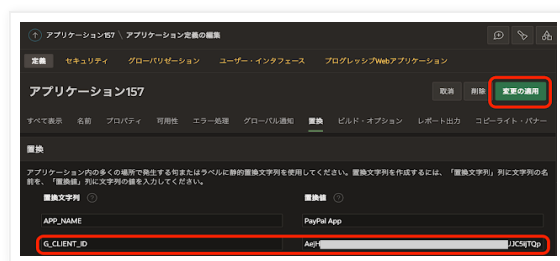 アプリケーション157 \ アプリケーション定義の編集
定義 セキュリティ グローバリゼーション ユーザー・インタフェース プログレッシブWebアプリケーション
アプリケーション157 取消 削除 変更の適用
すべて表示 名前 プロパティ 可用性 エラー処理 グローバル通知 置換 ビルド・オプション レポート出力 コピーライト・バナー
置換
アプリケーション内の多くの場所で発生する句またはラベルに静的置換文字列を使用してください。置換文字列を作成するには、「置換文字列」列に文字列の名
前を、「置換値」列に文字列の値を入力してください。
置換文字列 置換値
APP_NAME PayPal App
G_CLIENT_ID AejH JJC5ijTQp